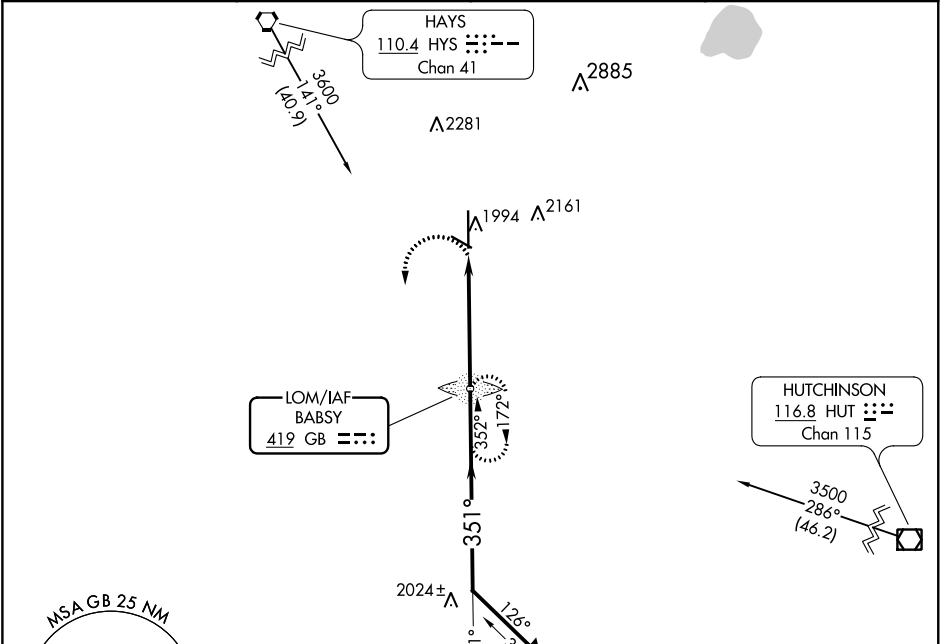 HAYS
110.4 HYS
Chan 41
3600
141°
(40.9)
2885
2281
1994
2161
LOM/IAF
BABSY
419 GB
352°
172°
HUTCHINSON
116.8 HUT
Chan 115
3500
286°
(46.2)
351°
2024±
126°
MSA GB 25 NM